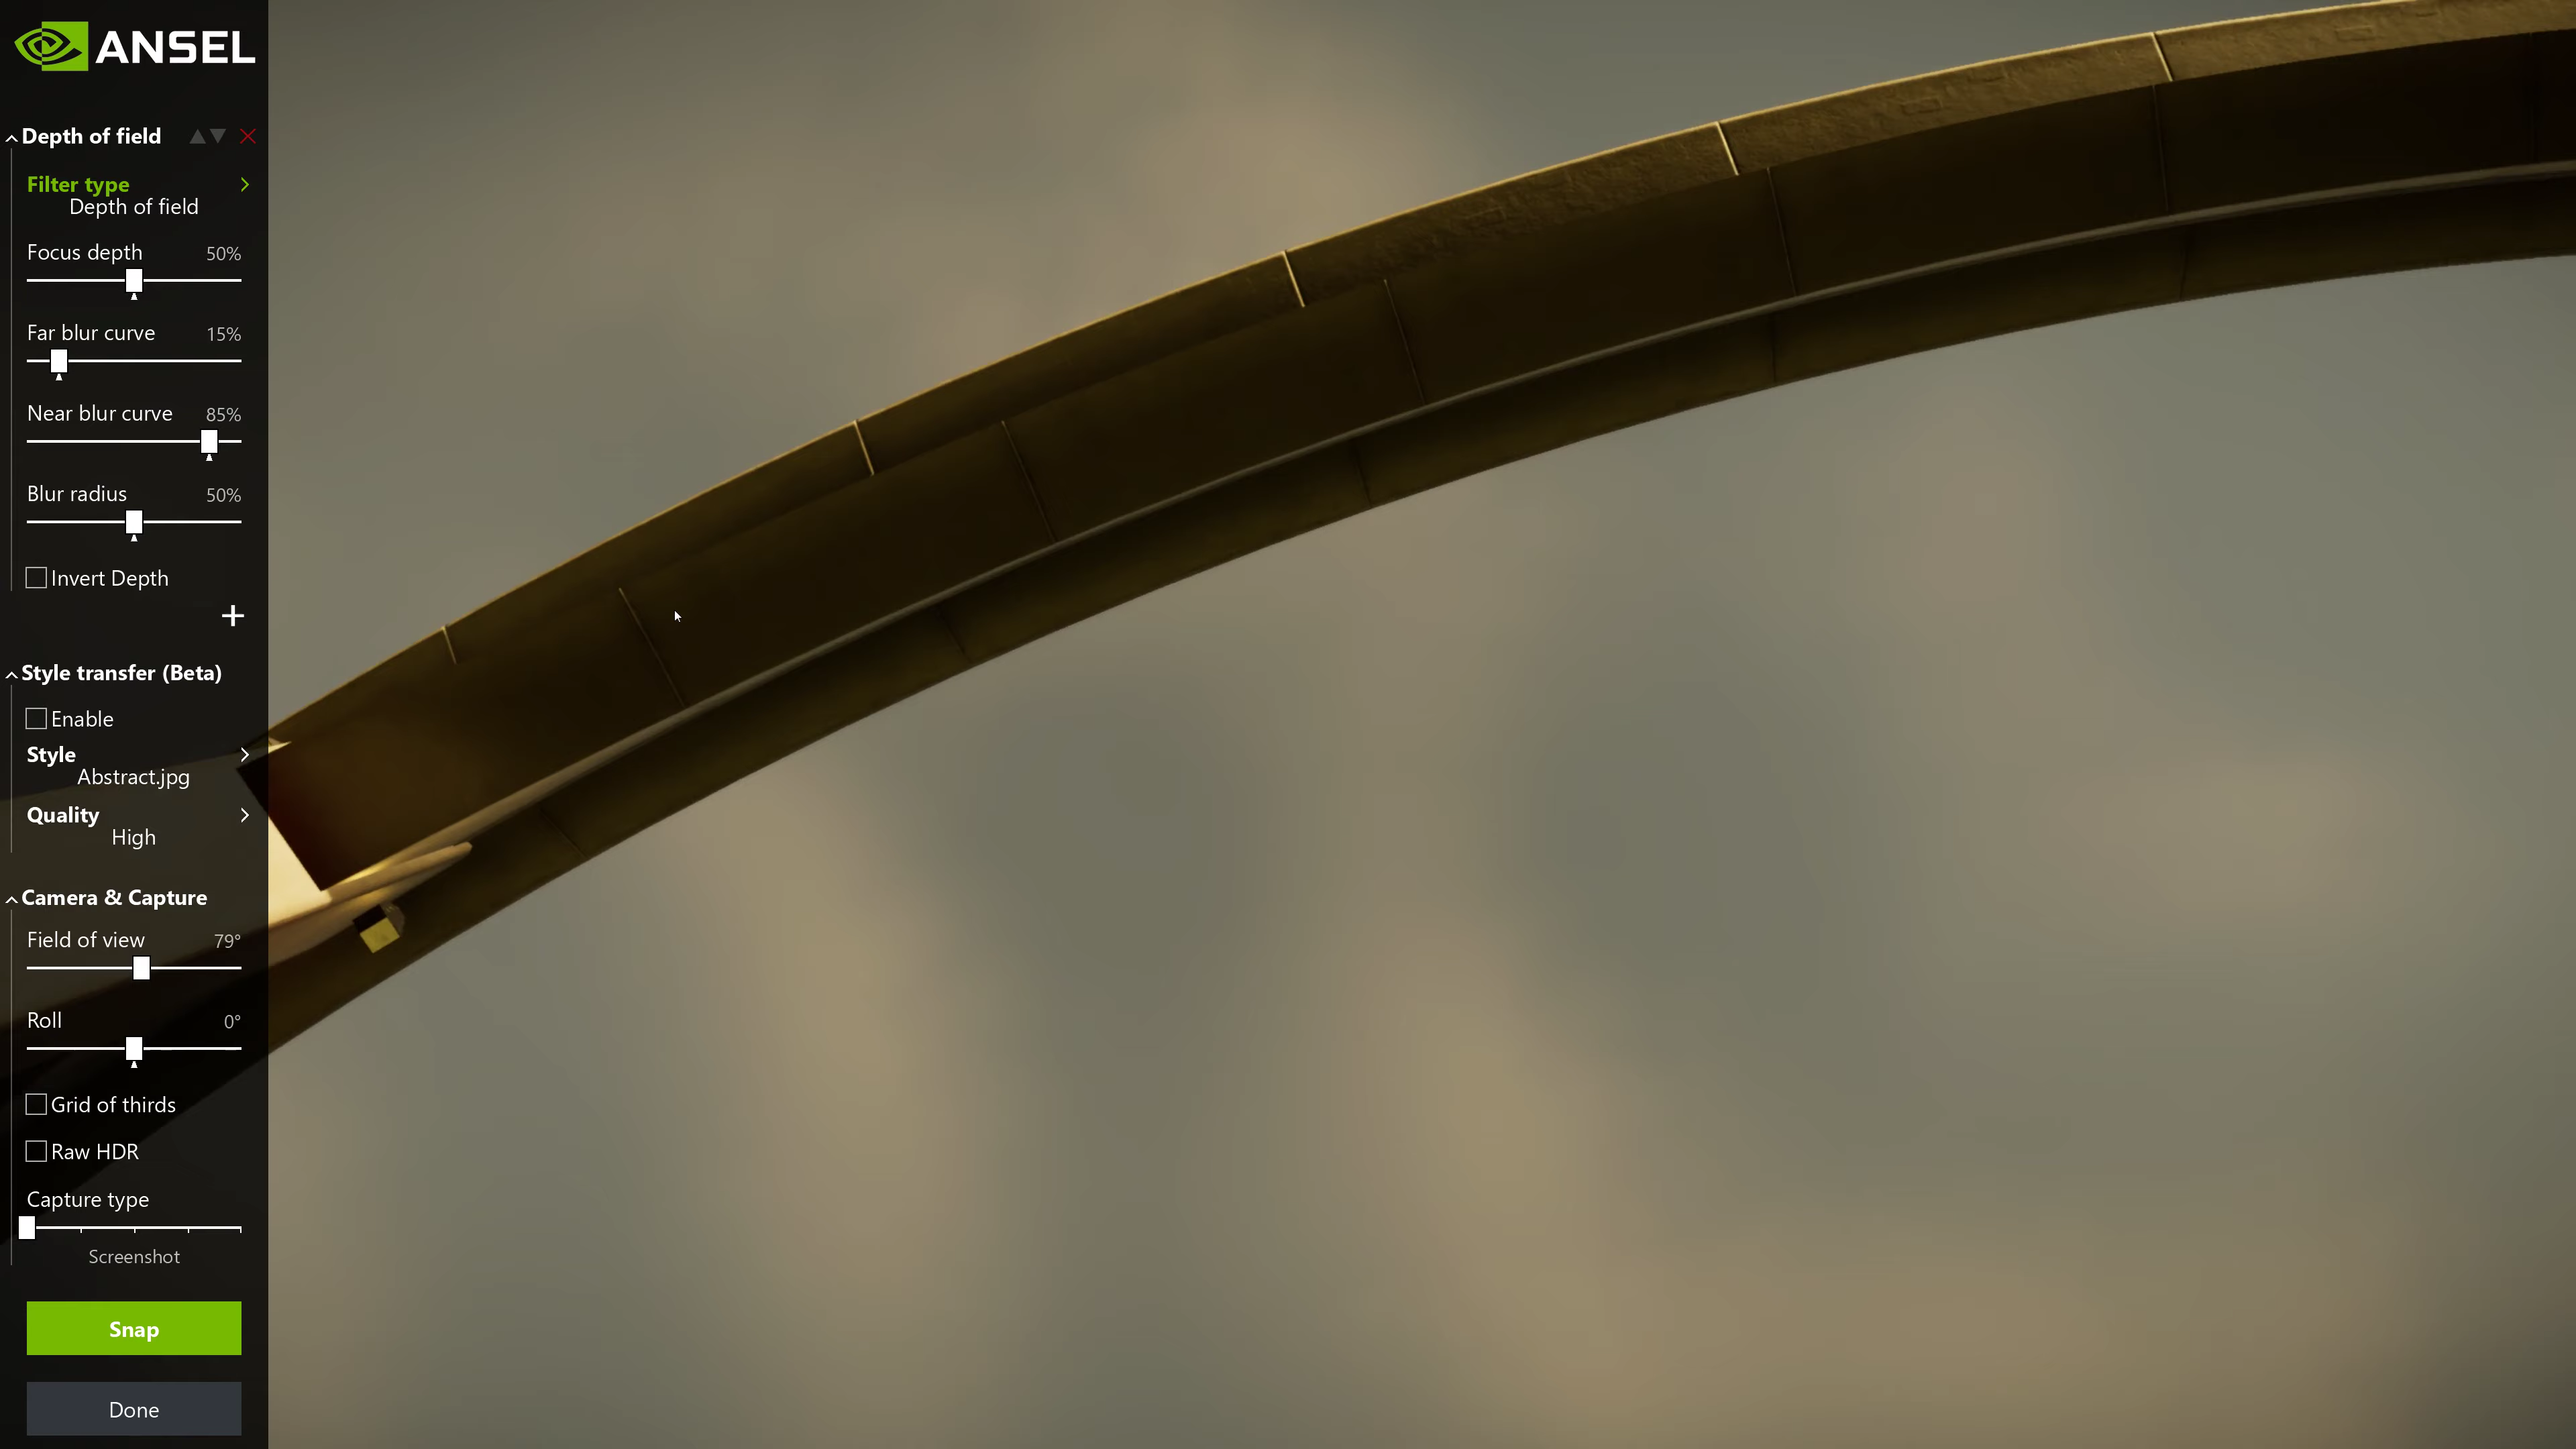 ANSEL
Depth of field
Filter type
Depth of field
Focus depth 50%
Far blur curve 15%
Near blur curve 85%
Blur radius 50%
Invert Depth
Style transfer (Beta)
Enable
Style
Abstract.jpg
Quality
High
Camera & Capture
Field of view 79°
Roll 0°
Grid of thirds
Raw HDR
Capture type
Screenshot
Snap
Done